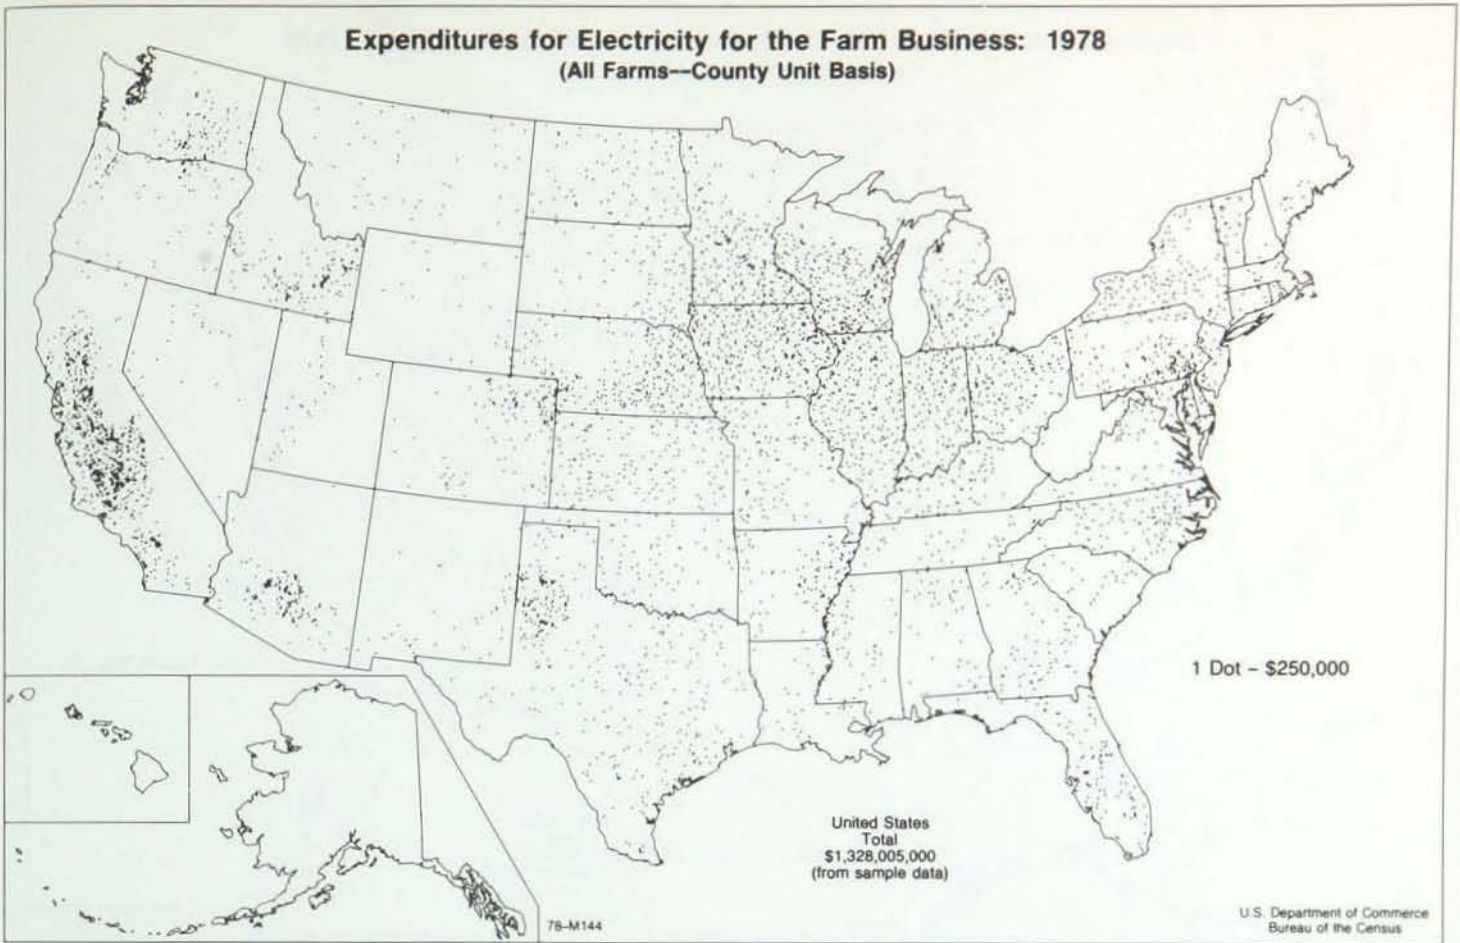 Expenditures for Electricity for the Farm Business: 1978
(All Farms--County Unit Basis)
1 Dot - $250,000
United States
Total
$1,328,005,000
(from sample data)
78-M144
U.S. Department of Commerce
Bureau of the Census